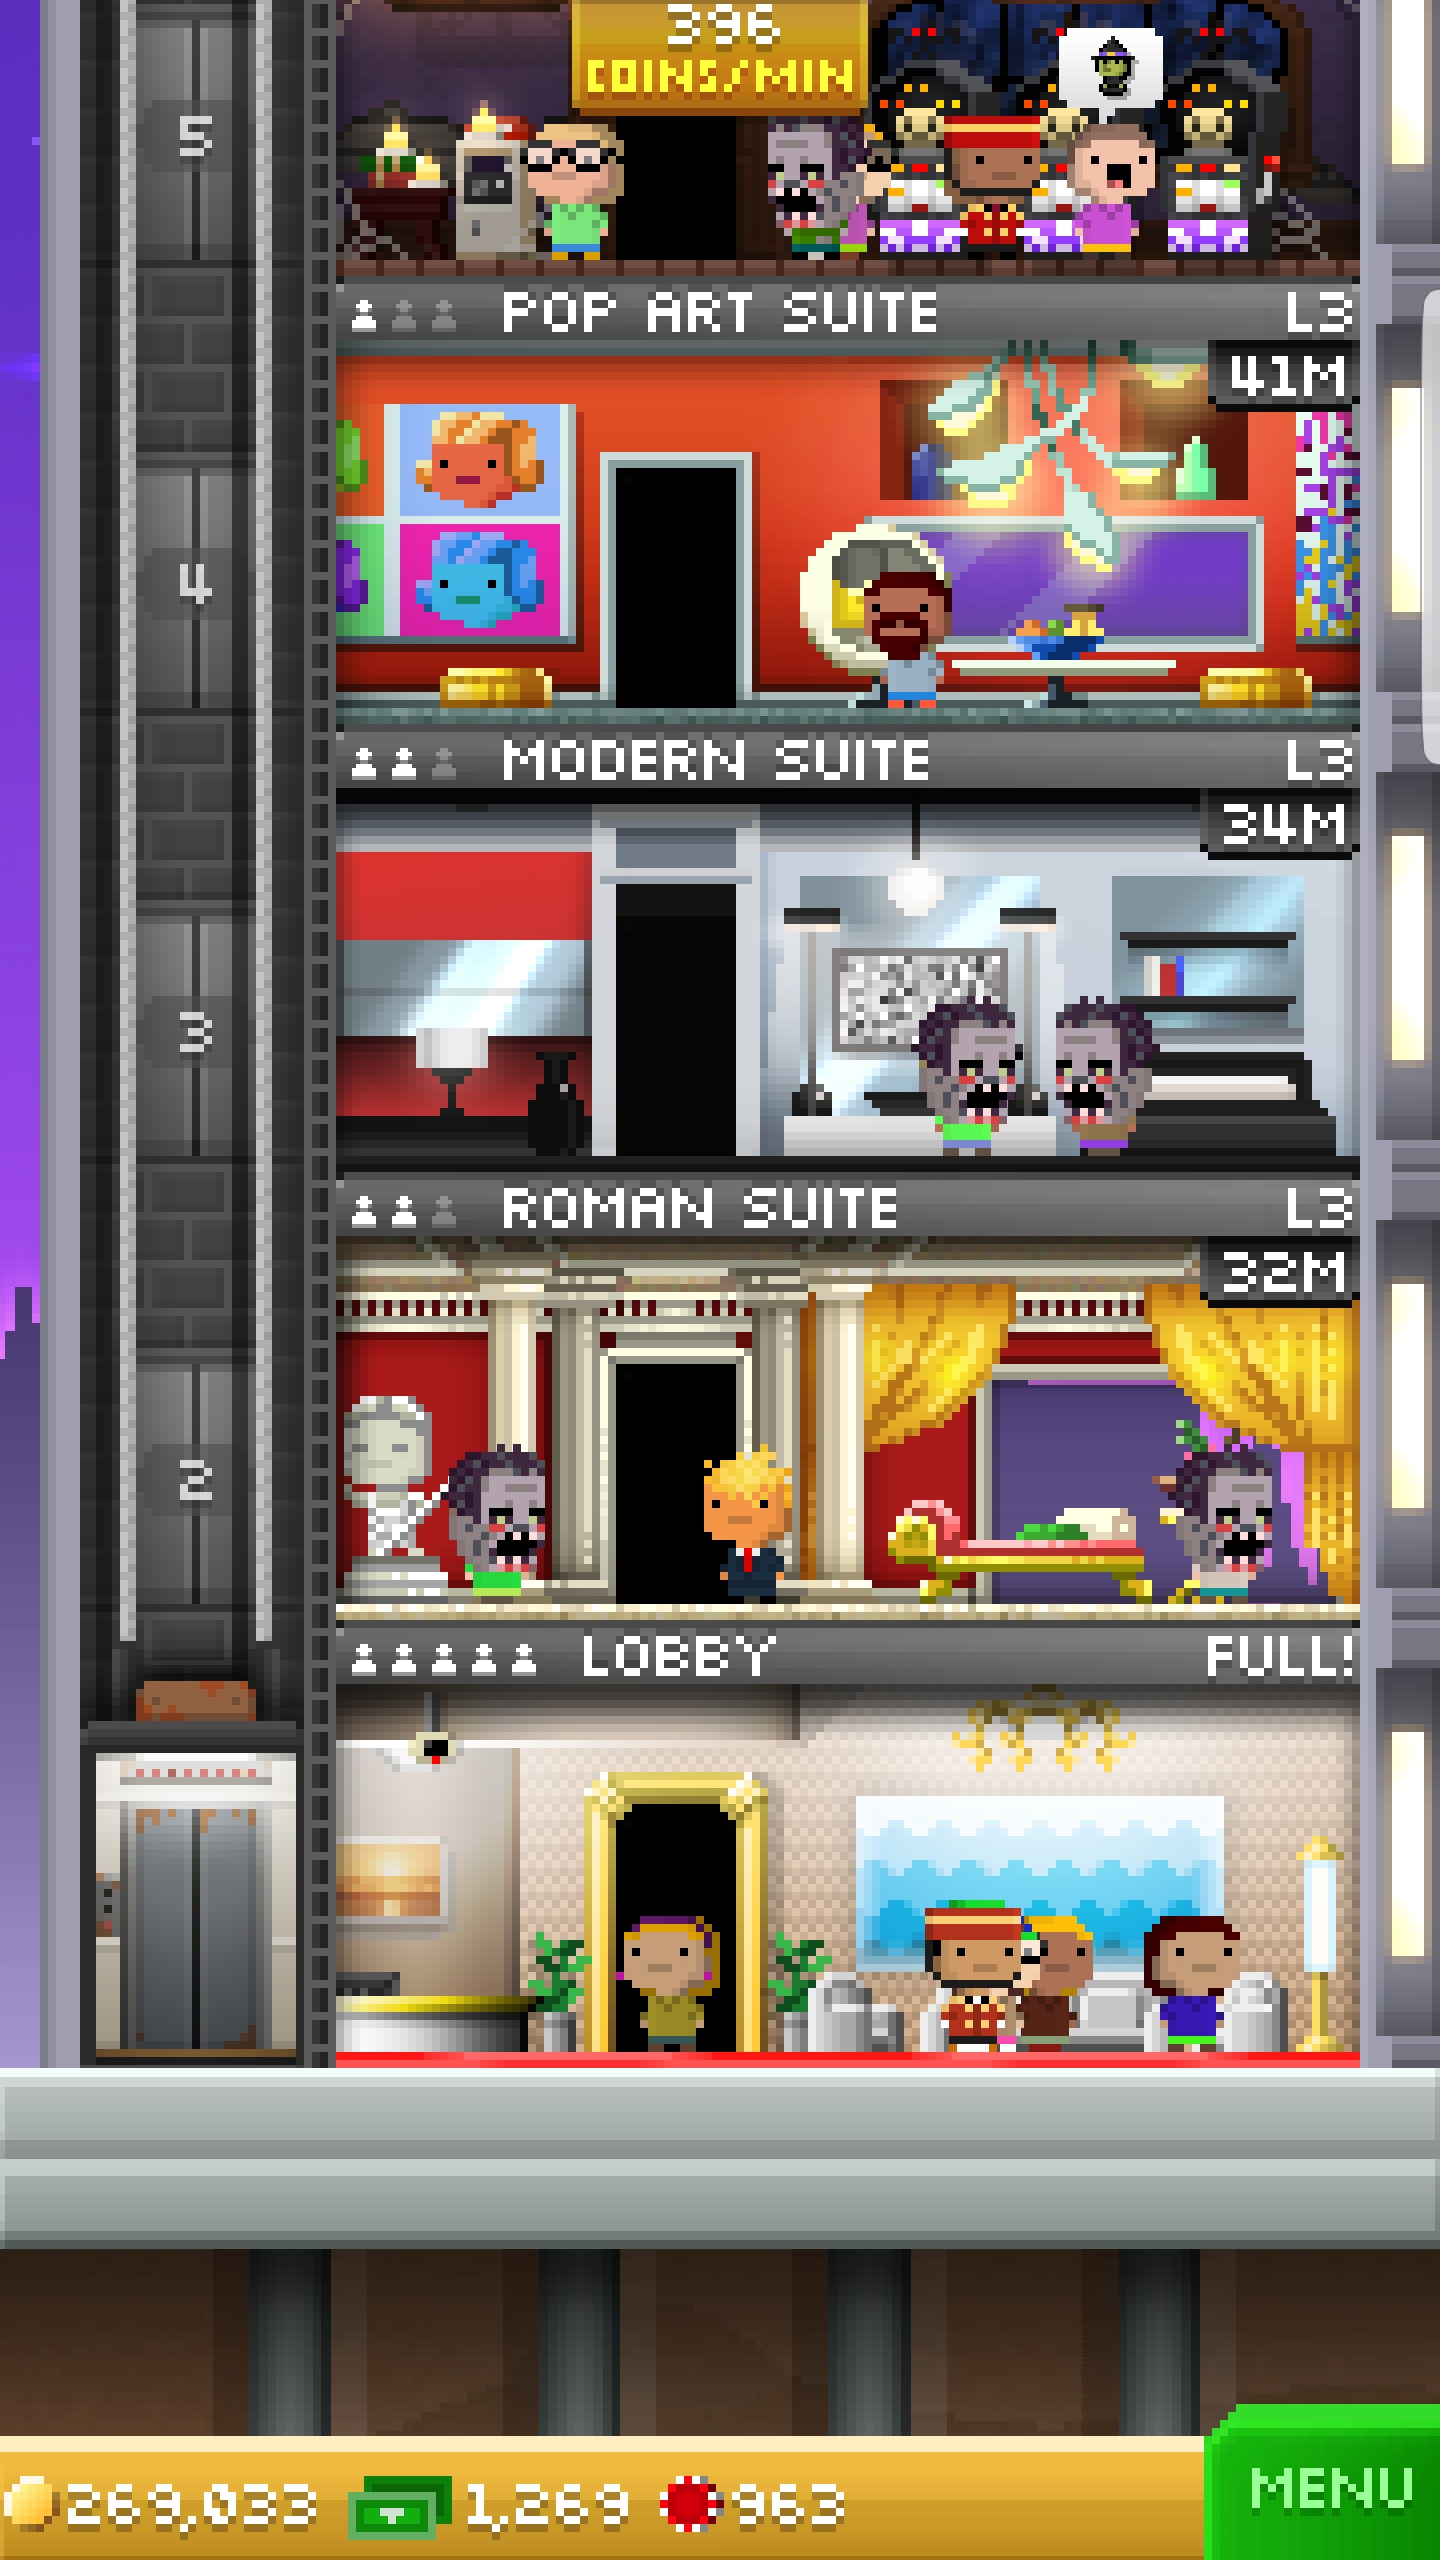 396
COINS/MIN
5
POP ART SUITE L3
41M
4
MODERN SUITE L3
34M
3
ROMAN SUITE L3
32M
2
LOBBY FULL!
269,033 1,269 963 MENU